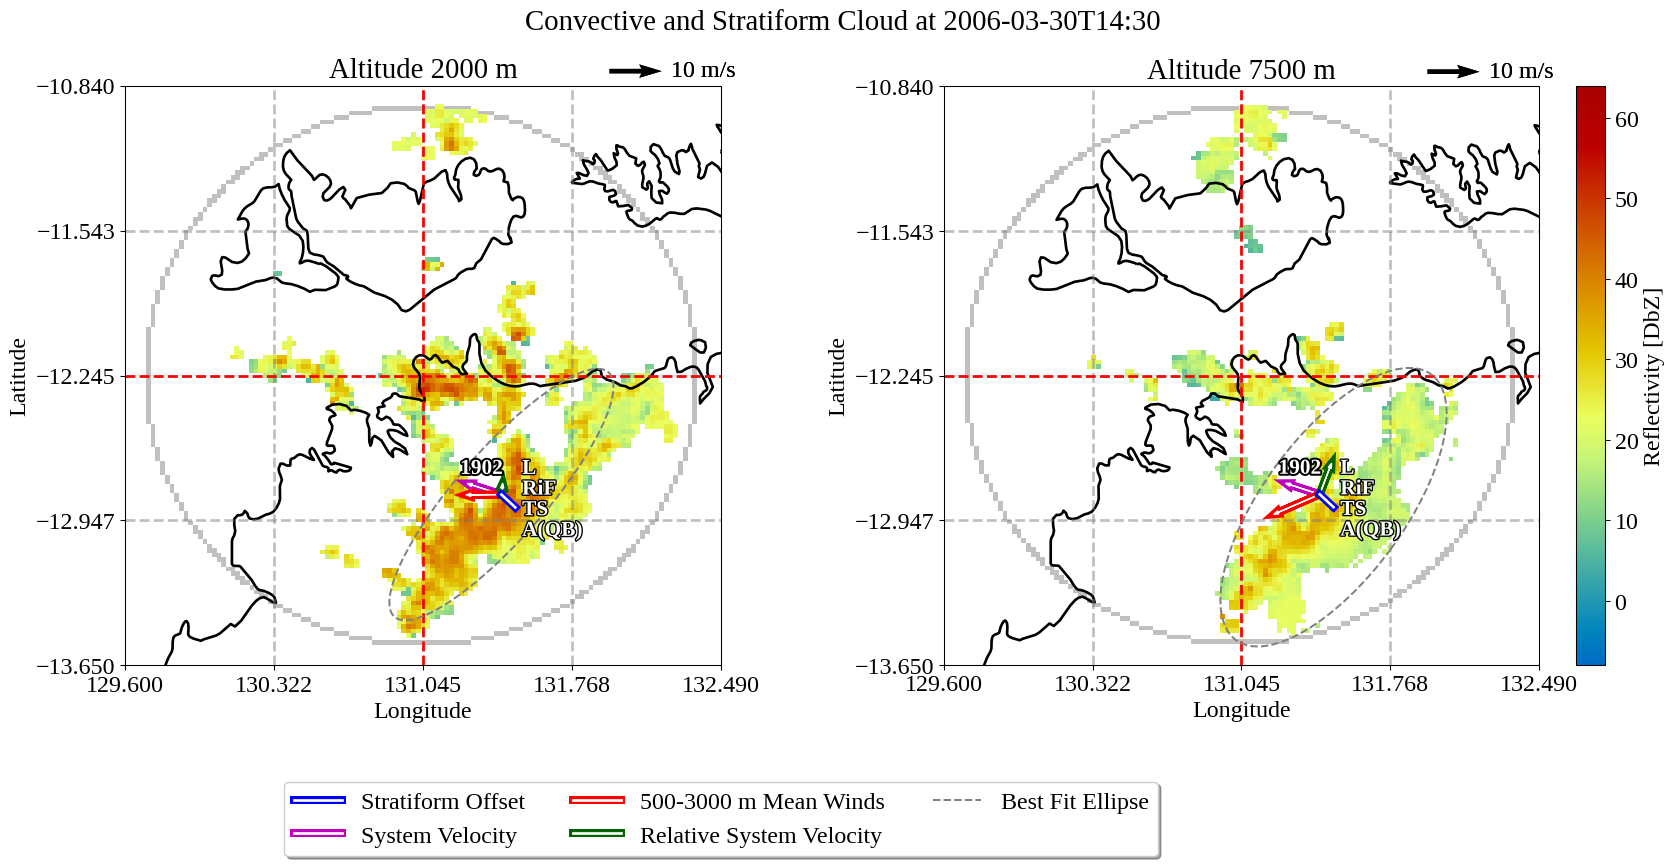 Convective and Stratiform Cloud at 2006-03-30T14:30
Altitude 2000 m
10 m/s
−10.840
−11.543
−12.245
−12.947
−13.650
Latitude
129.600
130.322
131.045
131.768
132.490
Longitude
1902
L
RiF
TS
A(QB)
Altitude 7500 m
10 m/s
−10.840
−11.543
−12.245
−12.947
−13.650
Latitude
129.600
130.322
131.045
131.768
132.490
Longitude
1902
L
RiF
TS
A(QB)
60
50
40
30
20
10
0
Reflectivity [DbZ]
Stratiform Offset
System Velocity
500-3000 m Mean Winds
Relative System Velocity
Best Fit Ellipse